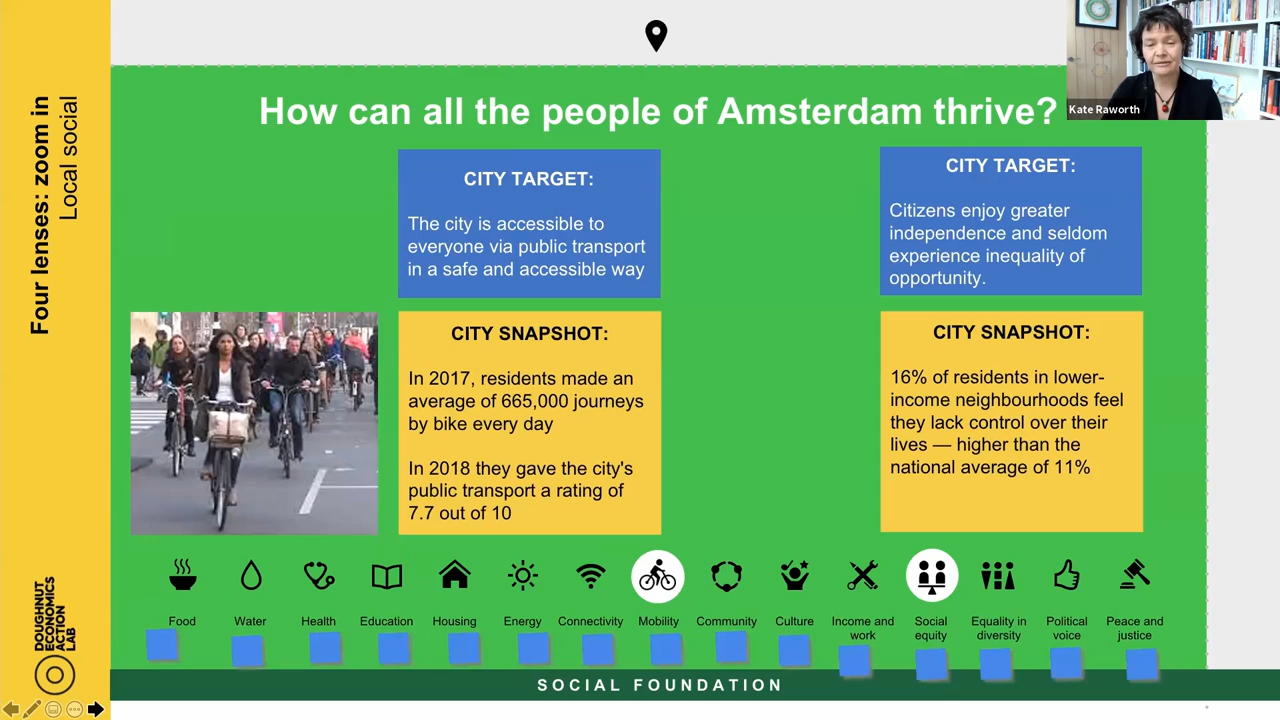 Four lenses: zoom in
Local social
How can all the people of Amsterdam thrive?
Kate Raworth
CITY TARGET:
The city is accessible to
everyone via public transport
in a safe and accessible way
CITY TARGET:
Citizens enjoy greater
independence and seldom
experience inequality of
opportunity.
CITY SNAPSHOT:
In 2017, residents made an
average of 665,000 journeys
by bike every day
In 2018 they gave the city's
public transport a rating of
7.7 out of 10
CITY SNAPSHOT:
16% of residents in lower-
income neighbourhoods feel
they lack control over their
lives — higher than the
national average of 11%
Food
Water
Health
Education
Housing
Energy
Connectivity
Mobility
Community
Culture
Income and
work
Social
equity
Equality in
diversity
Political
voice
Peace and
justice
SOCIAL FOUNDATION
DOUGHNUT
ECONOMICS
ACTION
LAB